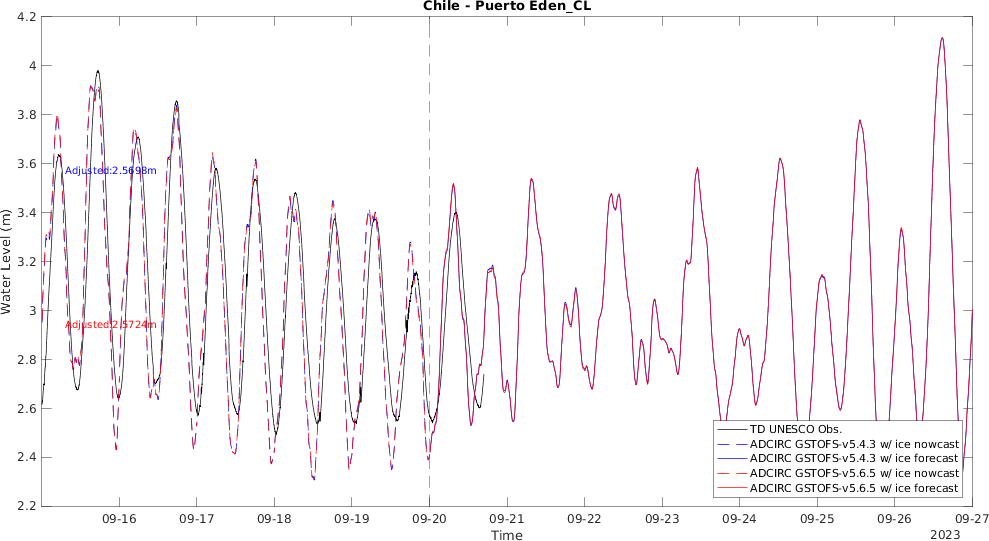 Chile - Puerto Eden_CL
4.2
4
3.8
3.6
3.4
3.2
3
2.8
2.6
2.4
2.2
Water Level (m)
Adjusted:2.5698m
Adjusted:2.5724m
TD UNESCO Obs.
ADCIRC GSTOFS-v5.4.3 w/ ice nowcast
ADCIRC GSTOFS-v5.4.3 w/ ice forecast
ADCIRC GSTOFS-v5.6.5 w/ ice nowcast
ADCIRC GSTOFS-v5.6.5 w/ ice forecast
09-16 09-17 09-18 09-19 09-20 09-21 09-22 09-23 09-24 09-25 09-26 09-27
Time
2023